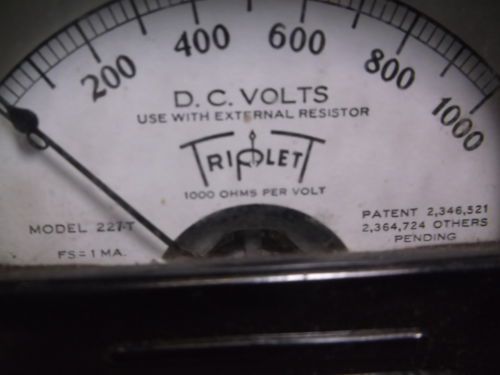 200 400 600 800 1000
D. C. VOLTS
USE WITH EXTERNAL RESISTOR
TRIPLETT
1000 OHMS PER VOLT
MODEL 227-T
FS=1 MA.
PATENT 2,346,521
2,364,724 OTHERS
PENDING